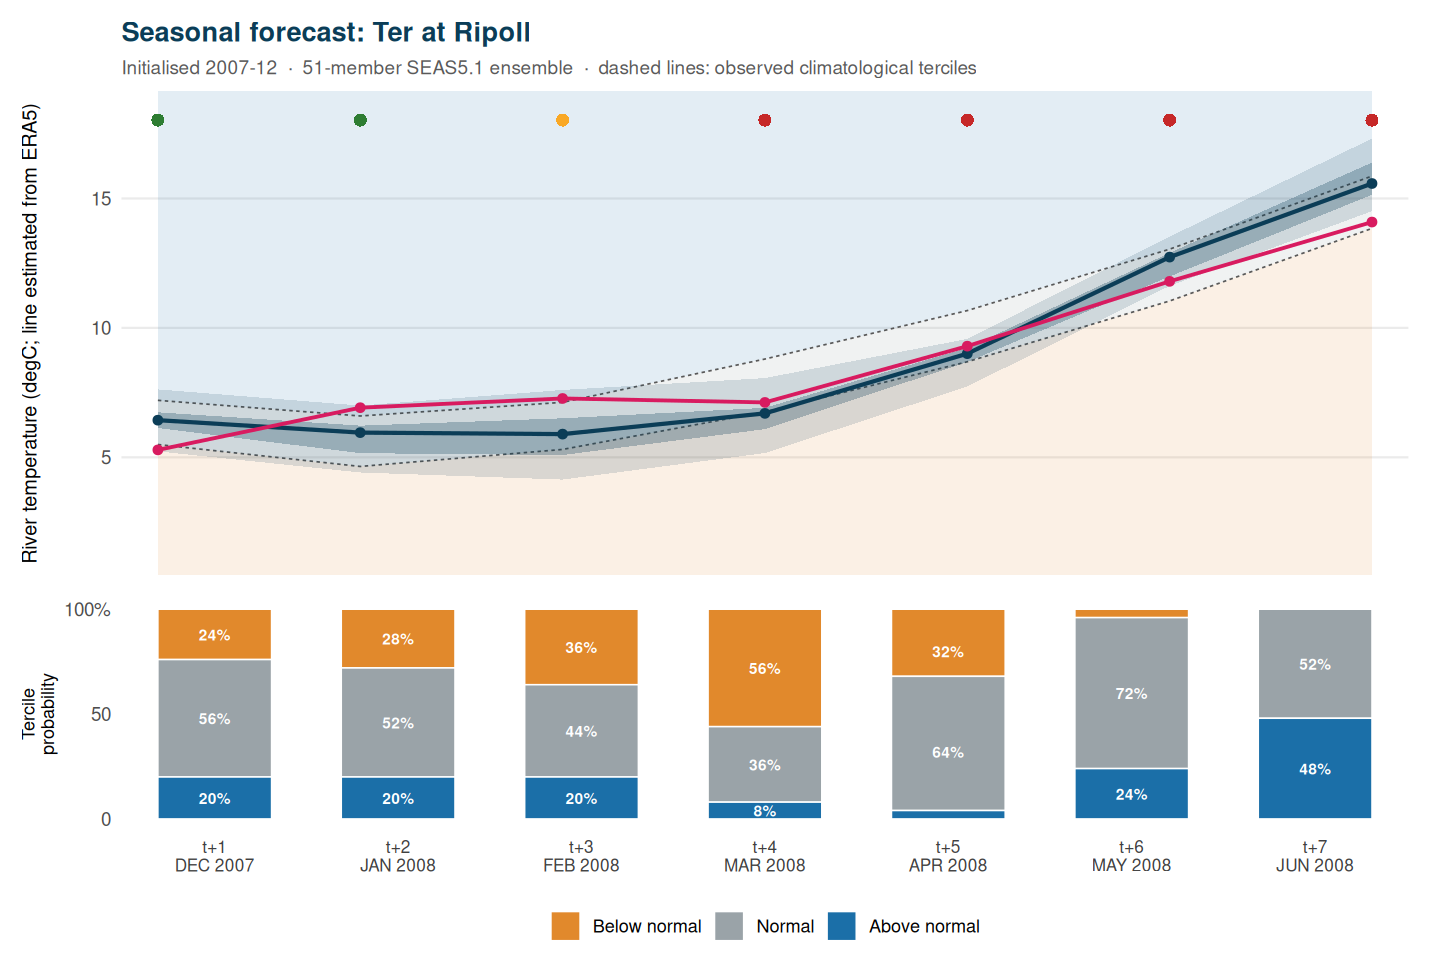 Seasonal forecast: Ter at Ripoll
Initialised 2007-12 · 51-member SEAS5.1 ensemble · dashed lines: observed climatological terciles
River temperature (degC; line estimated from ERA5)
15
10
5
Tercile
probability
100%
50
0
24%
56%
20%
28%
52%
20%
36%
44%
20%
56%
36%
8%
32%
64%
72%
24%
52%
48%
t+1
DEC 2007
t+2
JAN 2008
t+3
FEB 2008
t+4
MAR 2008
t+5
APR 2008
t+6
MAY 2008
t+7
JUN 2008
Below normal
Normal
Above normal